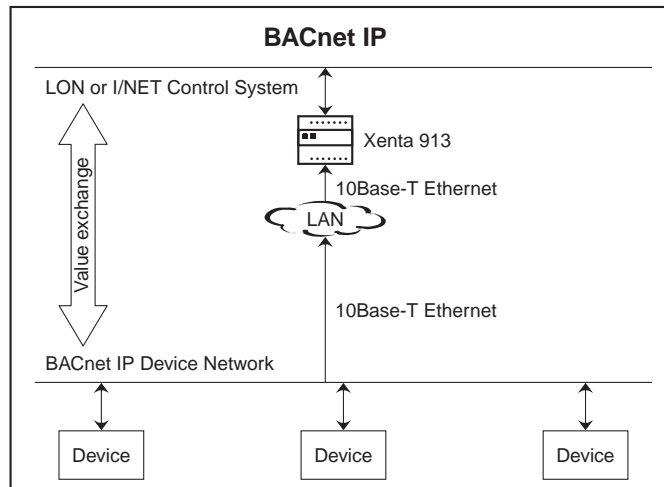 BACnet IP
LON or I/NET Control System
Xenta 913
10Base-T Ethernet
LAN
Value exchange
10Base-T Ethernet
BACnet IP Device Network
Device
Device
Device